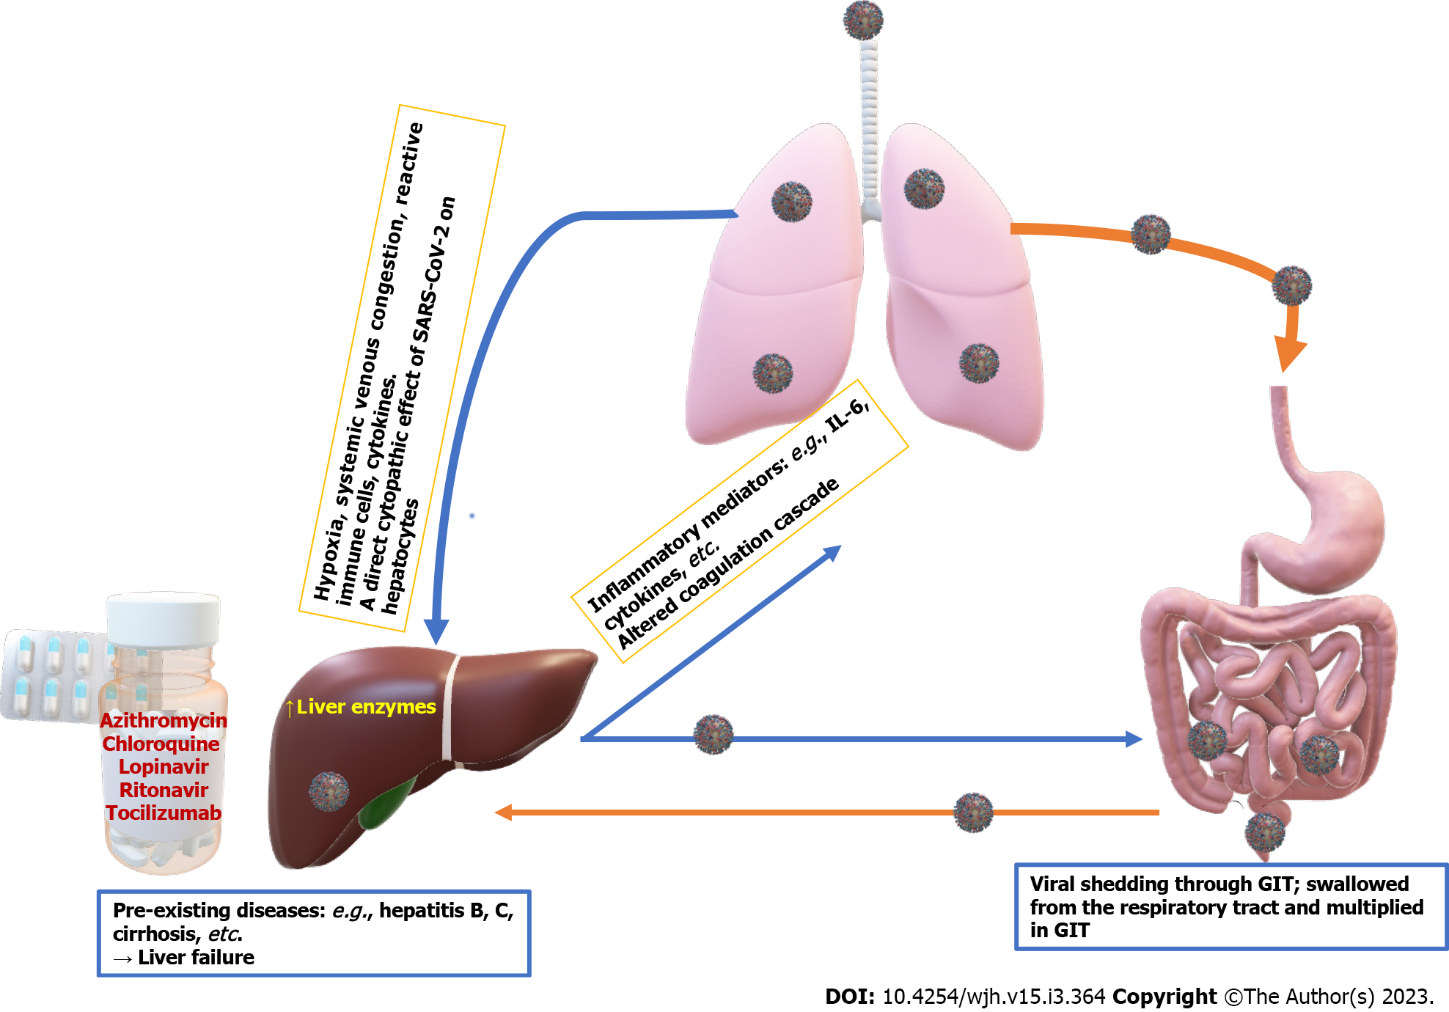 Hypoxia, systemic venous congestion, reactive
immune cells, cytokines.
A direct cytopathic effect of SARS-CoV-2 on
hepatocytes
Inflammatory mediators: e.g., IL-6,
cytokines, etc.
Altered coagulation cascade
↑Liver enzymes
Azithromycin
Chloroquine
Lopinavir
Ritonavir
Tocilizumab
Pre-existing diseases: e.g., hepatitis B, C,
cirrhosis, etc.
→ Liver failure
Viral shedding through GIT; swallowed
from the respiratory tract and multiplied
in GIT
DOI: 10.4254/wjh.v15.i3.364 Copyright ©The Author(s) 2023.